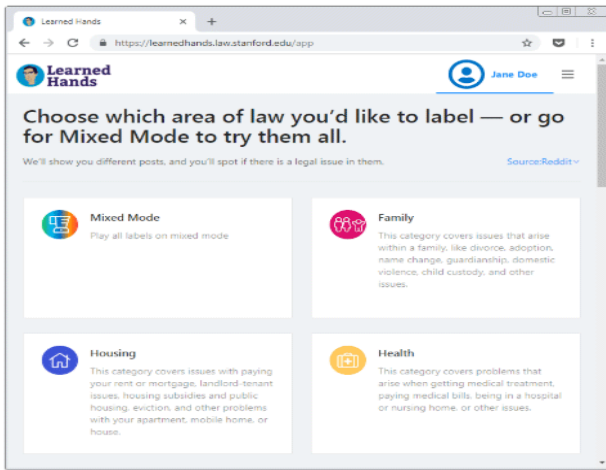 Learned Hands
https://learnedhands.law.stanford.edu/app
Learned
Hands
Jane Doe
Choose which area of law you'd like to label — or go
for Mixed Mode to try them all.
We'll show you different posts, and you'll spot if there is a legal issue in them.
Source:Reddit
Mixed Mode
Play all labels on mixed mode
Family
This category covers issues that arise
within a family, like divorce, adoption,
name change, guardianship, domestic
violence, child custody, and other
issues.
Housing
This category covers issues with paying
your rent or mortgage, landlord-tenant
issues, housing subsidies and public
housing, eviction, and other problems
with your apartment, mobile home, or
house.
Health
This category covers problems that
arise when getting medical treatment,
paying medical bills, being in a hospital
or nursing home, or other issues.